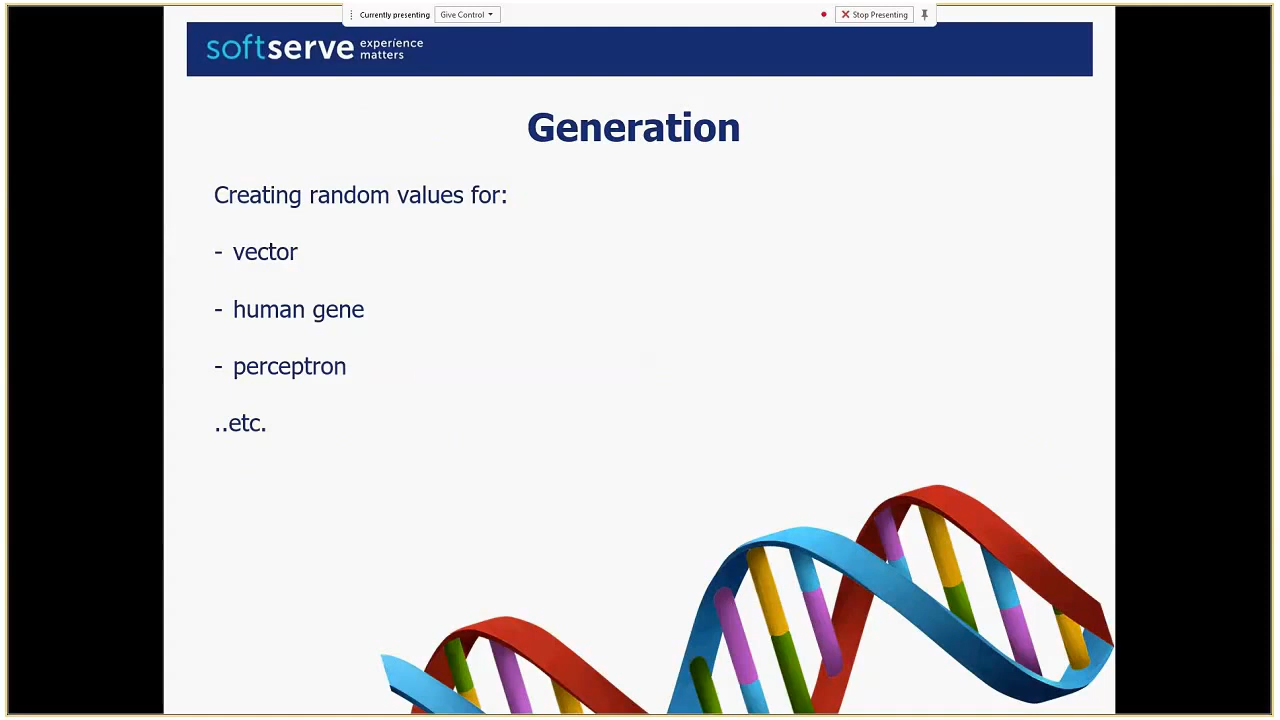 Currently presenting Give Control Stop Presenting
softserve experience matters
Generation
Creating random values for:
- vector
- human gene
- perceptron
..etc.